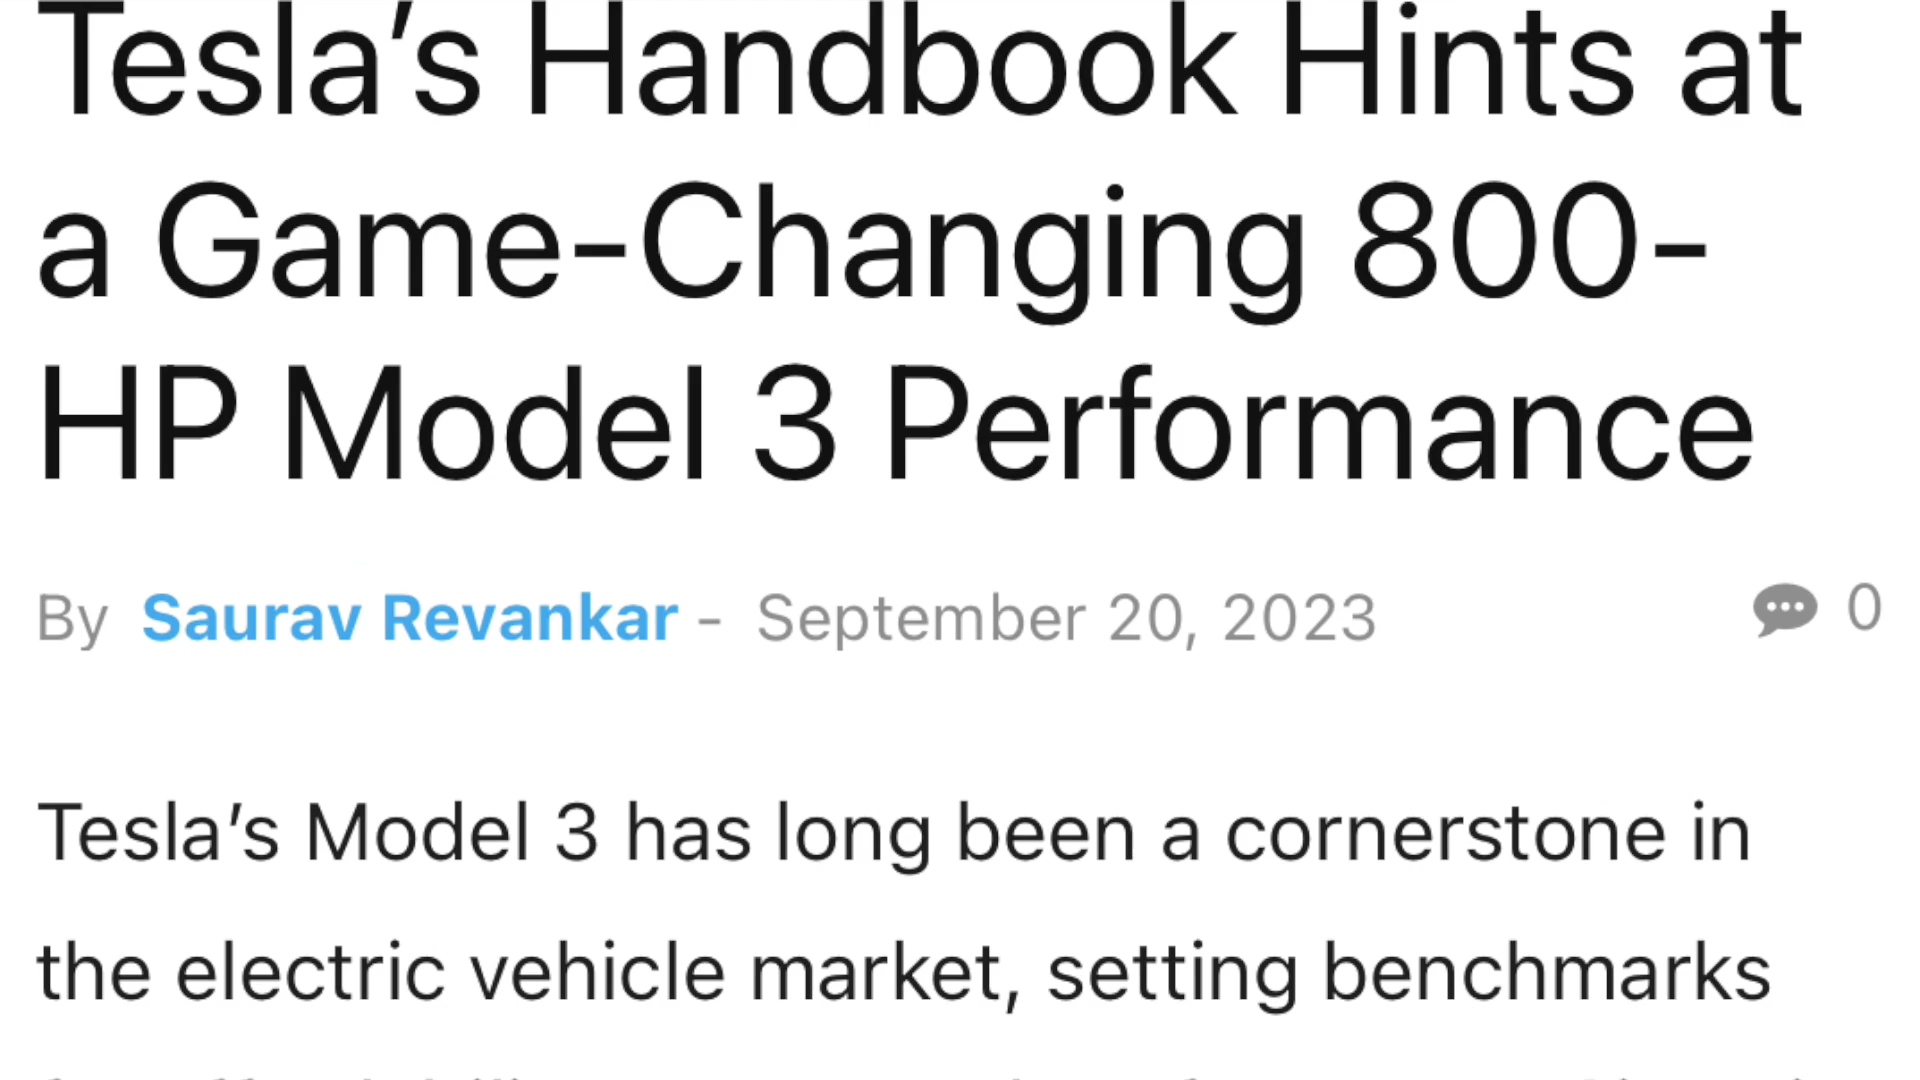 Tesla’s Handbook Hints at
a Game-Changing 800-
HP Model 3 Performance
By Saurav Revankar - September 20, 2023 0
Tesla’s Model 3 has long been a cornerstone in
the electric vehicle market, setting benchmarks